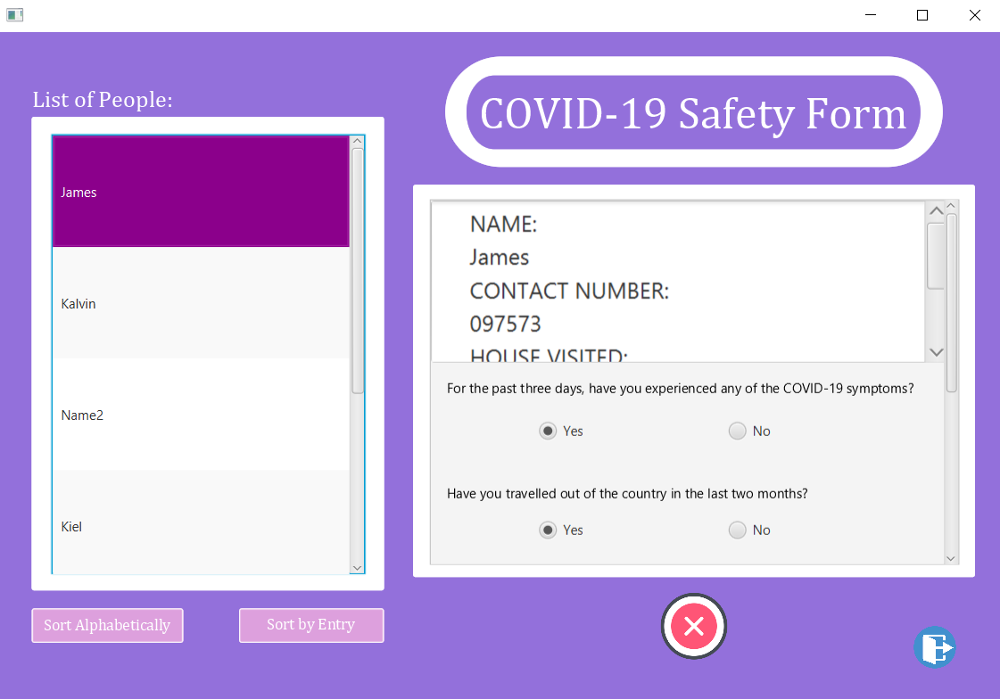 List of People:
James
Kalvin
Name2
Kiel
Sort Alphabetically
Sort by Entry
COVID-19 Safety Form
NAME:
James
CONTACT NUMBER:
097573
HOUSE VISITED:
For the past three days, have you experienced any of the COVID-19 symptoms?
Yes No
Have you travelled out of the country in the last two months?
Yes No